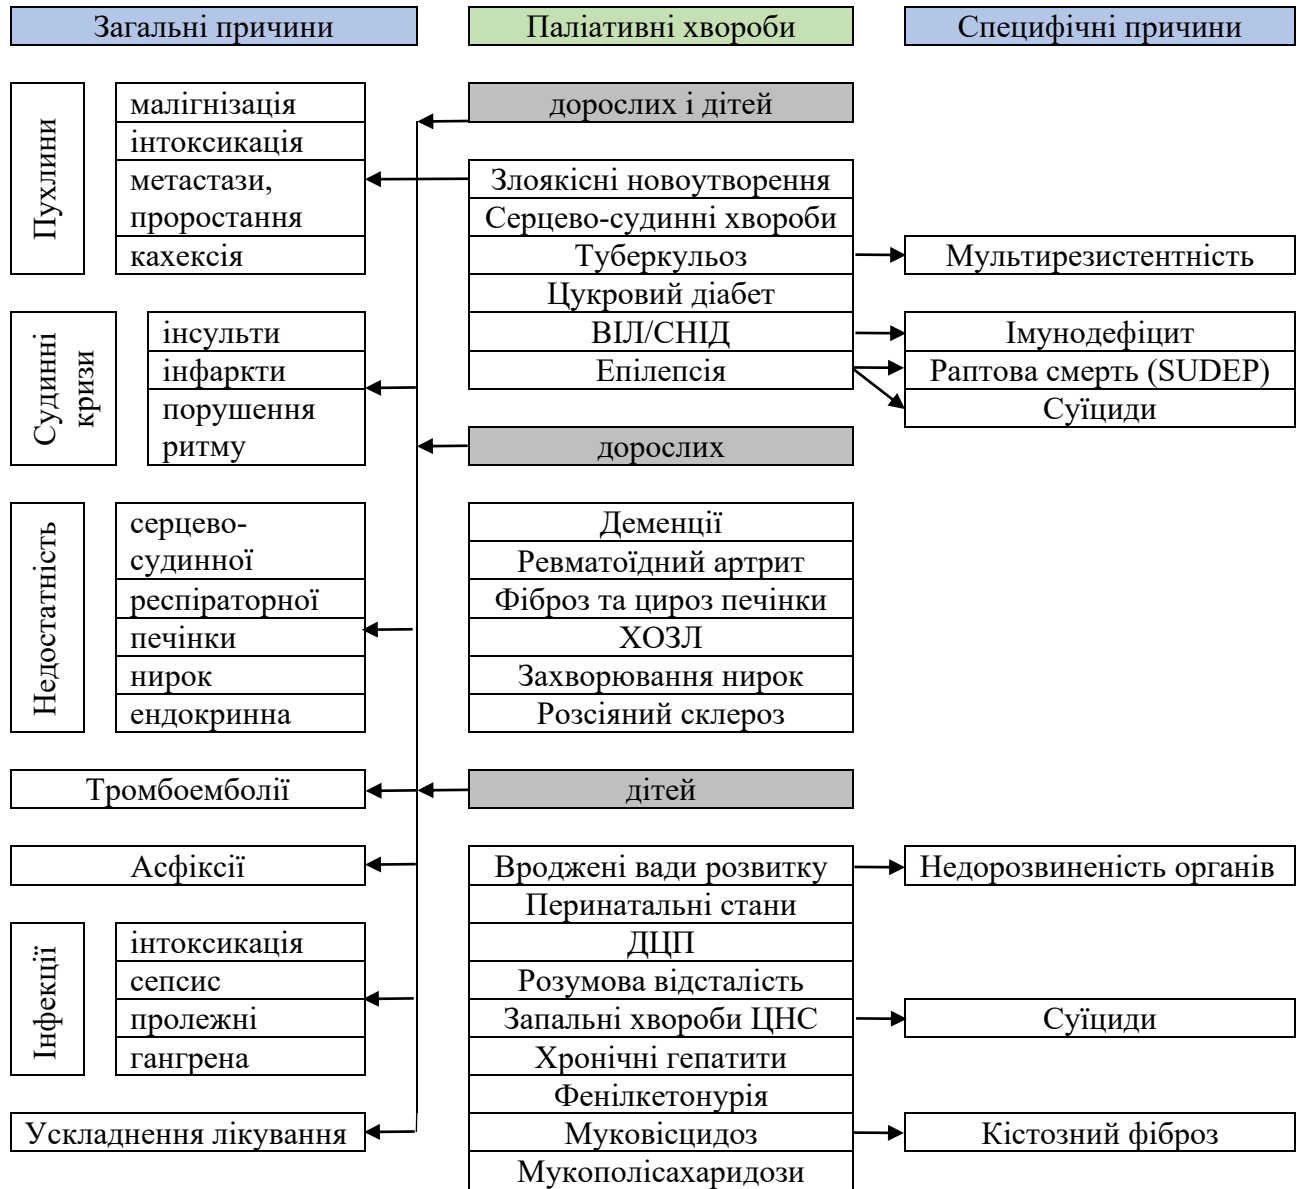 Загальні причини
Паліативні хвороби
Специфічні причини
Пухлини
малігнізація
інтоксикація
метастази,
проростання
кахексія
Судинні
кризи
інсульти
інфаркти
порушення
ритму
Недостатність
серцево-
судинної
респіраторної
печінки
нирок
ендокринна
Тромбоемболії
Асфіксії
Інфекції
інтоксикація
сепсис
пролежні
гангрена
Ускладнення лікування
дорослих і дітей
Злоякісні новоутворення
Серцево-судинні хвороби
Туберкульоз
Цукровий діабет
ВІЛ/СНІД
Епілепсія
дорослих
Деменції
Ревматоїдний артрит
Фіброз та цироз печінки
ХОЗЛ
Захворювання нирок
Розсіяний склероз
дітей
Вроджені вади розвитку
Перинатальні стани
ДЦП
Розумова відсталість
Запальні хвороби ЦНС
Хронічні гепатити
Фенілкетонурія
Муковісцидоз
Мукополісахаридози
Мультирезистентність
Імунодефіцит
Раптова смерть (SUDEP)
Суїциди
Недорозвиненість органів
Суїциди
Кістозний фіброз